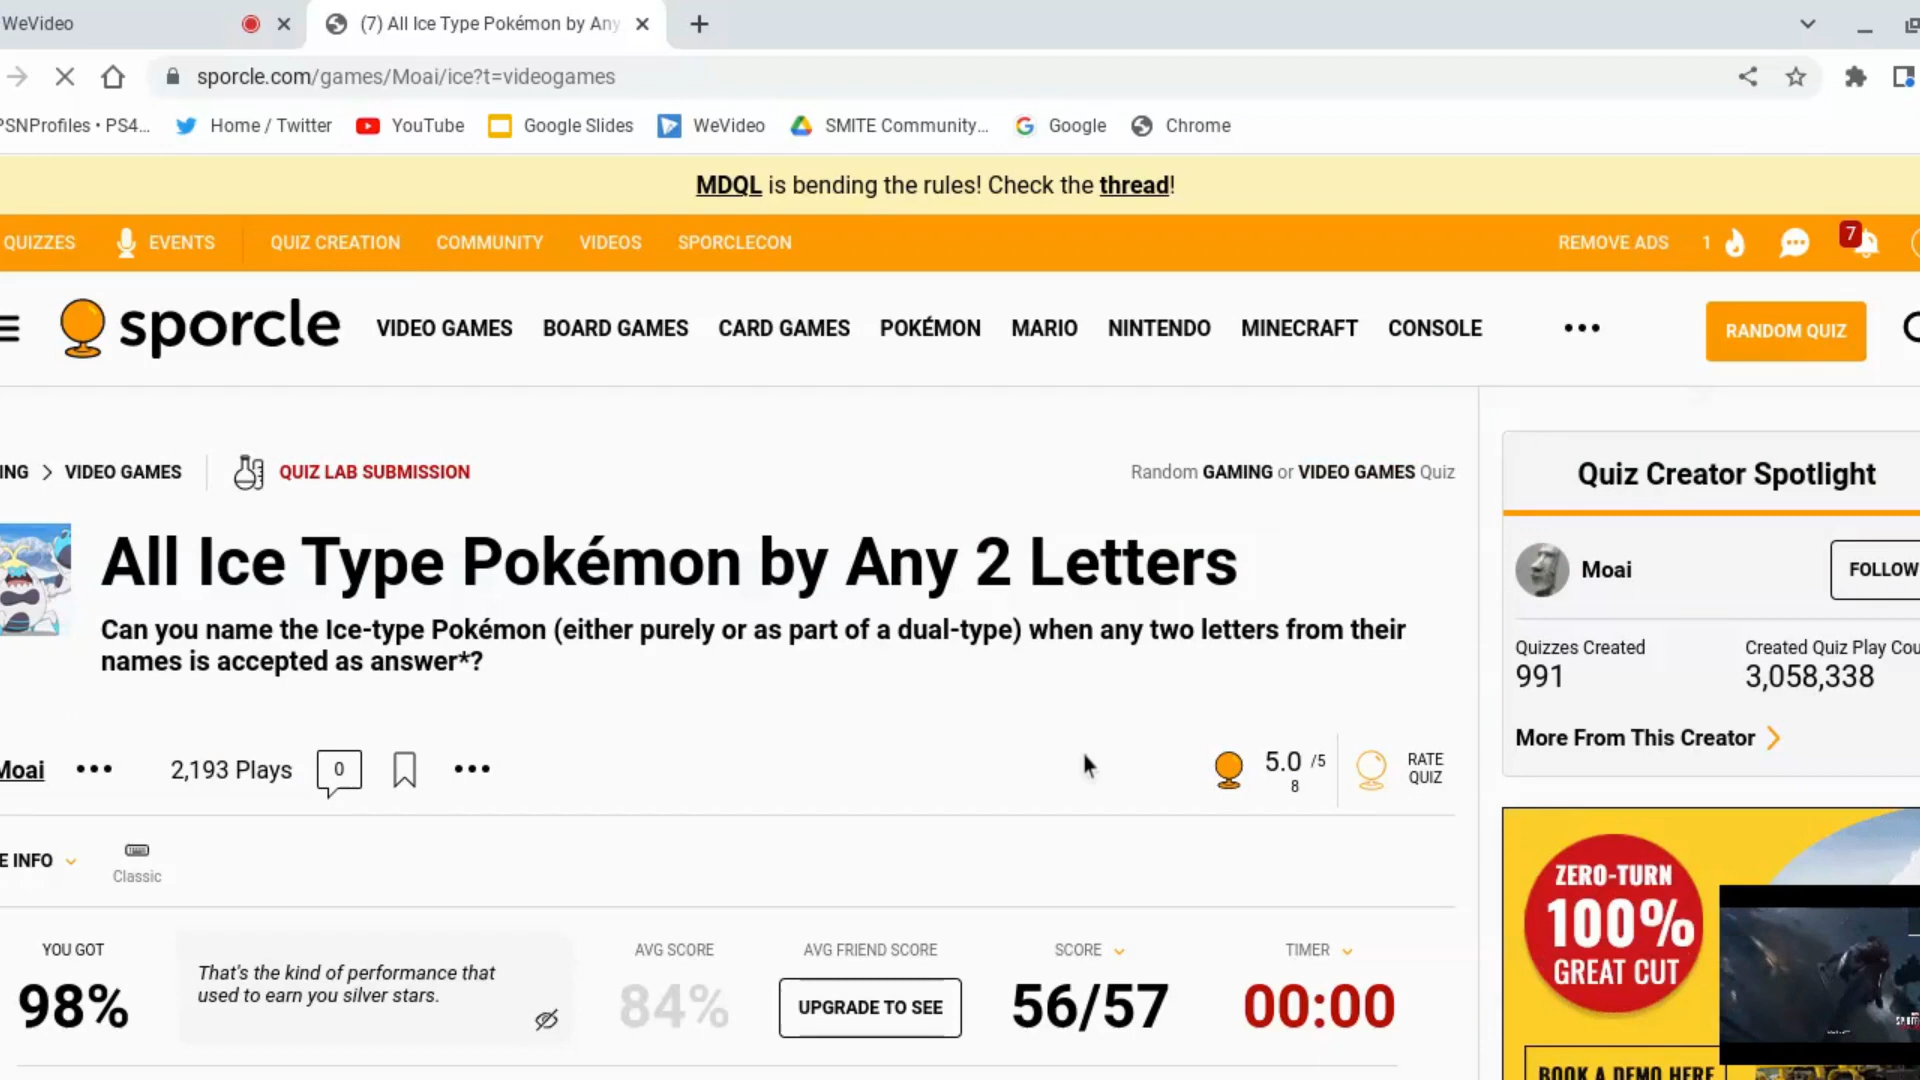 WeVideo
(7) All Ice Type Pokémon by Any
sporcle.com/games/Moai/ice?t=videogames
PSNProfiles • PS4...
Home / Twitter
YouTube
Google Slides
WeVideo
SMITE Community...
Google
Chrome
MDQL is bending the rules! Check the thread!
QUIZZES
EVENTS
QUIZ CREATION
COMMUNITY
VIDEOS
SPORCLECON
REMOVE ADS
1
7
sporcle
VIDEO GAMES
BOARD GAMES
CARD GAMES
POKÉMON
MARIO
NINTENDO
MINECRAFT
CONSOLE
RANDOM QUIZ
ING > VIDEO GAMES
QUIZ LAB SUBMISSION
Random GAMING or VIDEO GAMES Quiz
All Ice Type Pokémon by Any 2 Letters
Can you name the Ice-type Pokémon (either purely or as part of a dual-type) when any two letters from their
names is accepted as answer*?
Moai
2,193 Plays
0
5.0 /5
8
RATE
QUIZ
E INFO
Classic
YOU GOT
98%
That's the kind of performance that
used to earn you silver stars.
AVG SCORE
84%
AVG FRIEND SCORE
UPGRADE TO SEE
SCORE
56/57
TIMER
00:00
Quiz Creator Spotlight
Moai
FOLLOW
Quizzes Created
991
Created Quiz Play Cou
3,058,338
More From This Creator
ZERO-TURN
100%
GREAT CUT
BOOK A DEMO HERE